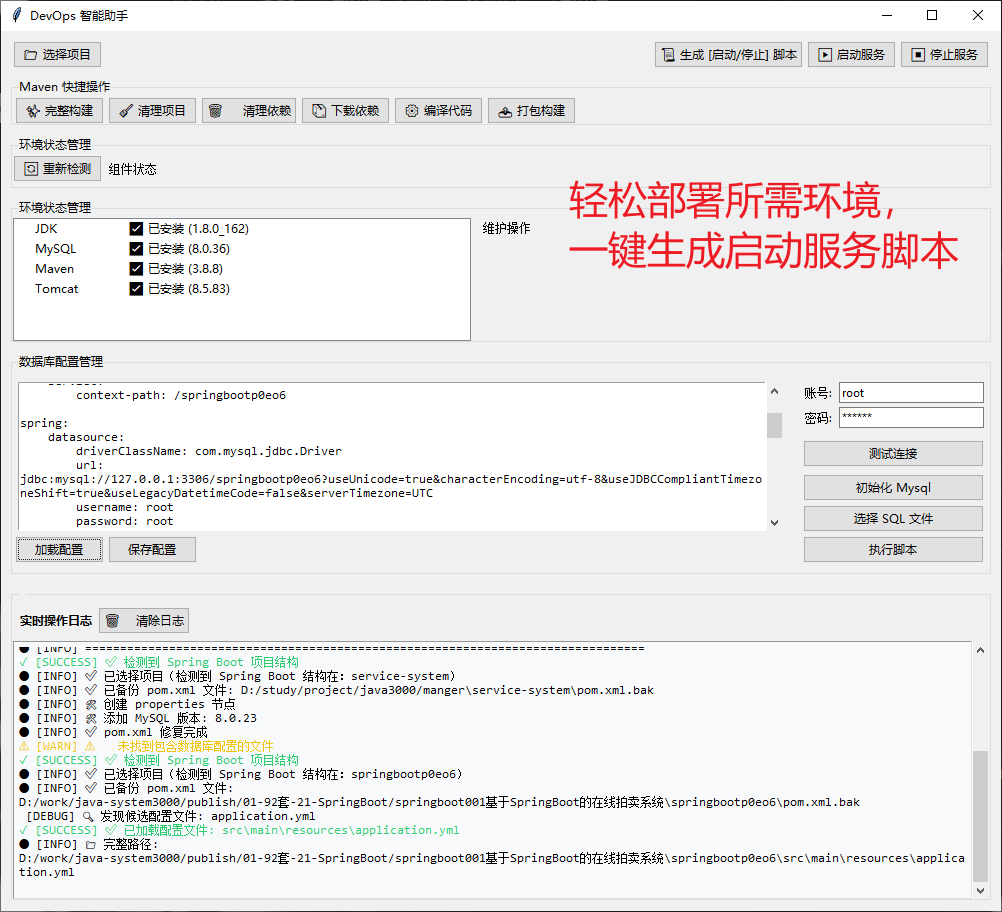 DevOps 智能助手
选择项目
生成 [启动/停止] 脚本
启动服务
停止服务
Maven 快捷操作
完整构建
清理项目
清理依赖
下载依赖
编译代码
打包构建
环境状态管理
重新检测
组件状态
环境状态管理
轻松部署所需环境，
一键生成启动服务脚本
JDK 已安装 (1.8.0_162)
MySQL 已安装 (8.0.36)
Maven 已安装 (3.8.8)
Tomcat 已安装 (8.5.83)
维护操作
数据库配置管理
context-path: /springbootp0eo6
spring:
datasource:
driverClassName: com.mysql.jdbc.Driver
url:
jdbc:mysql://127.0.0.1:3306/springbootp0eo6?useUnicode=true&characterEncoding=utf-8&useJDBCCompliantTimezo
neShift=true&useLegacyDatetimeCode=false&serverTimezone=UTC
username: root
password: root
账号: root
密码: ******
测试连接
初始化 Mysql
选择 SQL 文件
执行脚本
加载配置
保存配置
实时操作日志
清除日志
● [INFO] ================================================================================
✓ [SUCCESS] ✅ 检测到 Spring Boot 项目结构
● [INFO] ✅ 已选择项目（检测到 Spring Boot 结构在：service-system）
● [INFO] ✅ 已备份 pom.xml 文件: D:/study/project/java3000/manger\service-system\pom.xml.bak
● [INFO] 🛠 创建 properties 节点
● [INFO] 🛠 添加 MySQL 版本: 8.0.23
● [INFO] ✅ pom.xml 修复完成
⚠ [WARN] ⚠ 未找到包含数据库配置的文件
✓ [SUCCESS] ✅ 检测到 Spring Boot 项目结构
● [INFO] ✅ 已选择项目（检测到 Spring Boot 结构在：springbootp0eo6）
● [INFO] ✅ 已备份 pom.xml 文件:
D:/work/java-system3000/publish/01-92套-21-SpringBoot/springboot001基于SpringBoot的在线拍卖系统\springbootp0eo6\pom.xml.bak
[DEBUG] 🔍 发现候选配置文件: application.yml
✓ [SUCCESS] ✅ 已加载配置文件: src\main\resources\application.yml
● [INFO] 📁 完整路径:
D:/work/java-system3000/publish/01-92套-21-SpringBoot/springboot001基于SpringBoot的在线拍卖系统\springbootp0eo6\src\main\resources\applica
tion.yml